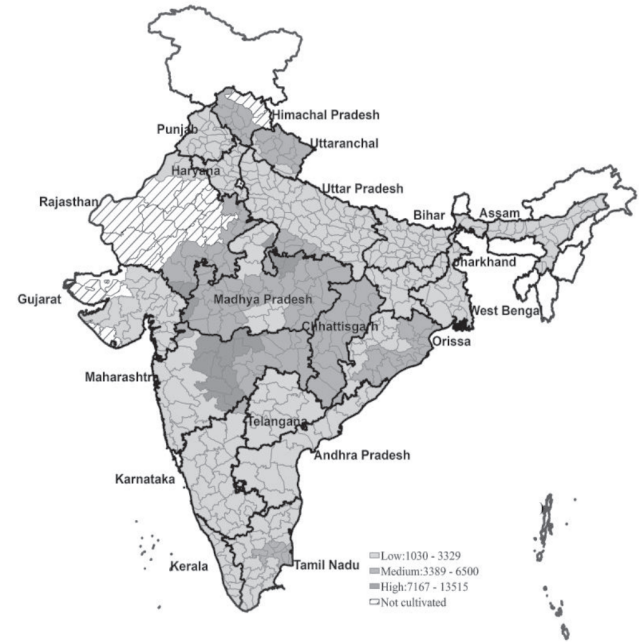 Himachal Pradesh
Punjab
Uttaranchal
Haryana
Uttar Pradesh
Rajasthan
Bihar
Assam
Jharkhand
Gujarat
Madhya Pradesh
Chhattisgarh
West Bengal
Orissa
Maharashtr
Telangana
Andhra Pradesh
Karnataka
Kerala
Tamil Nadu
Low:1030 - 3329
Medium:3389 - 6500
High:7167 - 13515
Not cultivated